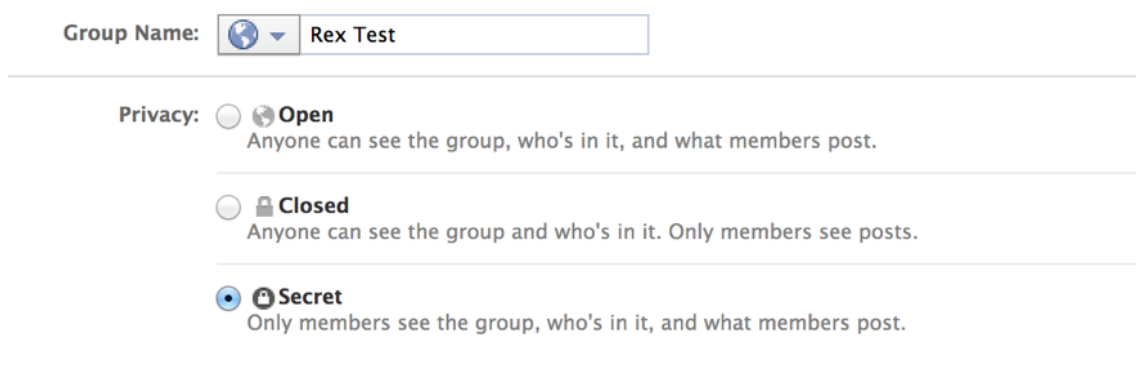 Group Name: Rex Test
Privacy: Open
Anyone can see the group, who's in it, and what members post.
Closed
Anyone can see the group and who's in it. Only members see posts.
Secret
Only members see the group, who's in it, and what members post.